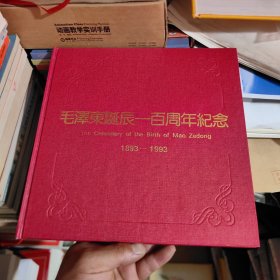 动画教学实训手册
毛澤東誕辰一百周年紀念
The Centenary of the Birth of Mao Zedong
1893—1993